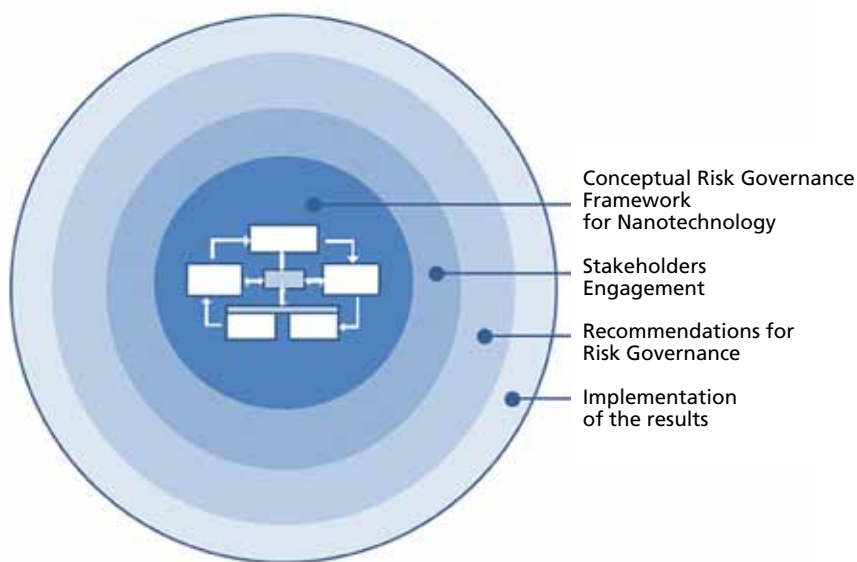 Conceptual Risk Governance
Framework
for Nanotechnology
Stakeholders
Engagement
Recommendations for
Risk Governance
Implementation
of the results